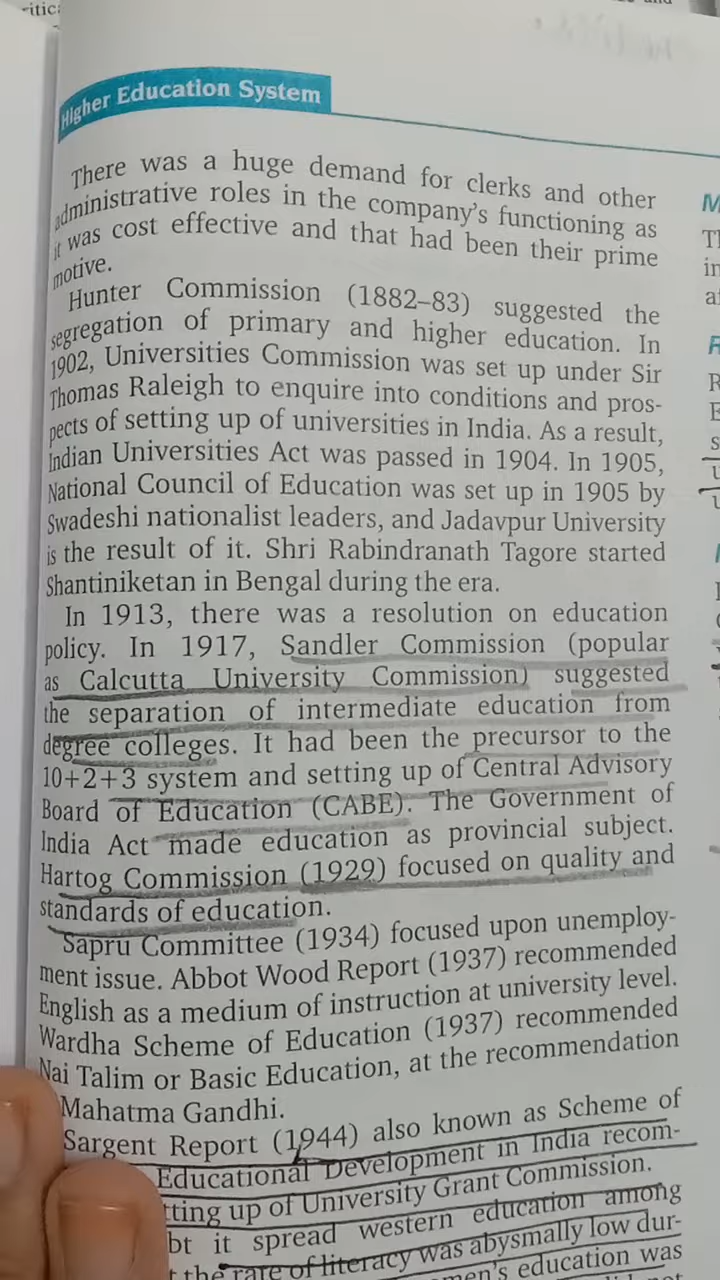 Higher Education System
There was a huge demand for clerks and other
administrative roles in the company's functioning as
it was cost effective and that had been their prime
motive.
Hunter Commission (1882–83) suggested the
segregation of primary and higher education. In
1902, Universities Commission was set up under Sir
Thomas Raleigh to enquire into conditions and pros-
pects of setting up of universities in India. As a result,
Indian Universities Act was passed in 1904. In 1905,
National Council of Education was set up in 1905 by
Swadeshi nationalist leaders, and Jadavpur University
is the result of it. Shri Rabindranath Tagore started
Shantiniketan in Bengal during the era.
In 1913, there was a resolution on education
policy. In 1917, Sandler Commission (popular
as Calcutta University Commission) suggested
the separation of intermediate education from
degree colleges. It had been the precursor to the
10+2+3 system and setting up of Central Advisory
Board of Education (CABE). The Government of
India Act made education as provincial subject.
Hartog Commission (1929) focused on quality and
standards of education.
Sapru Committee (1934) focused upon unemploy-
ment issue. Abbot Wood Report (1937) recommended
English as a medium of instruction at university level.
Wardha Scheme of Education (1937) recommended
Nai Talim or Basic Education, at the recommendation
Mahatma Gandhi.
Sargent Report (1944) also known as Scheme of
Educational Development in India recom-
tting up of University Grant Commission.
bt it spread western education among
the rate of literacy was abysmally low dur-
men's education was